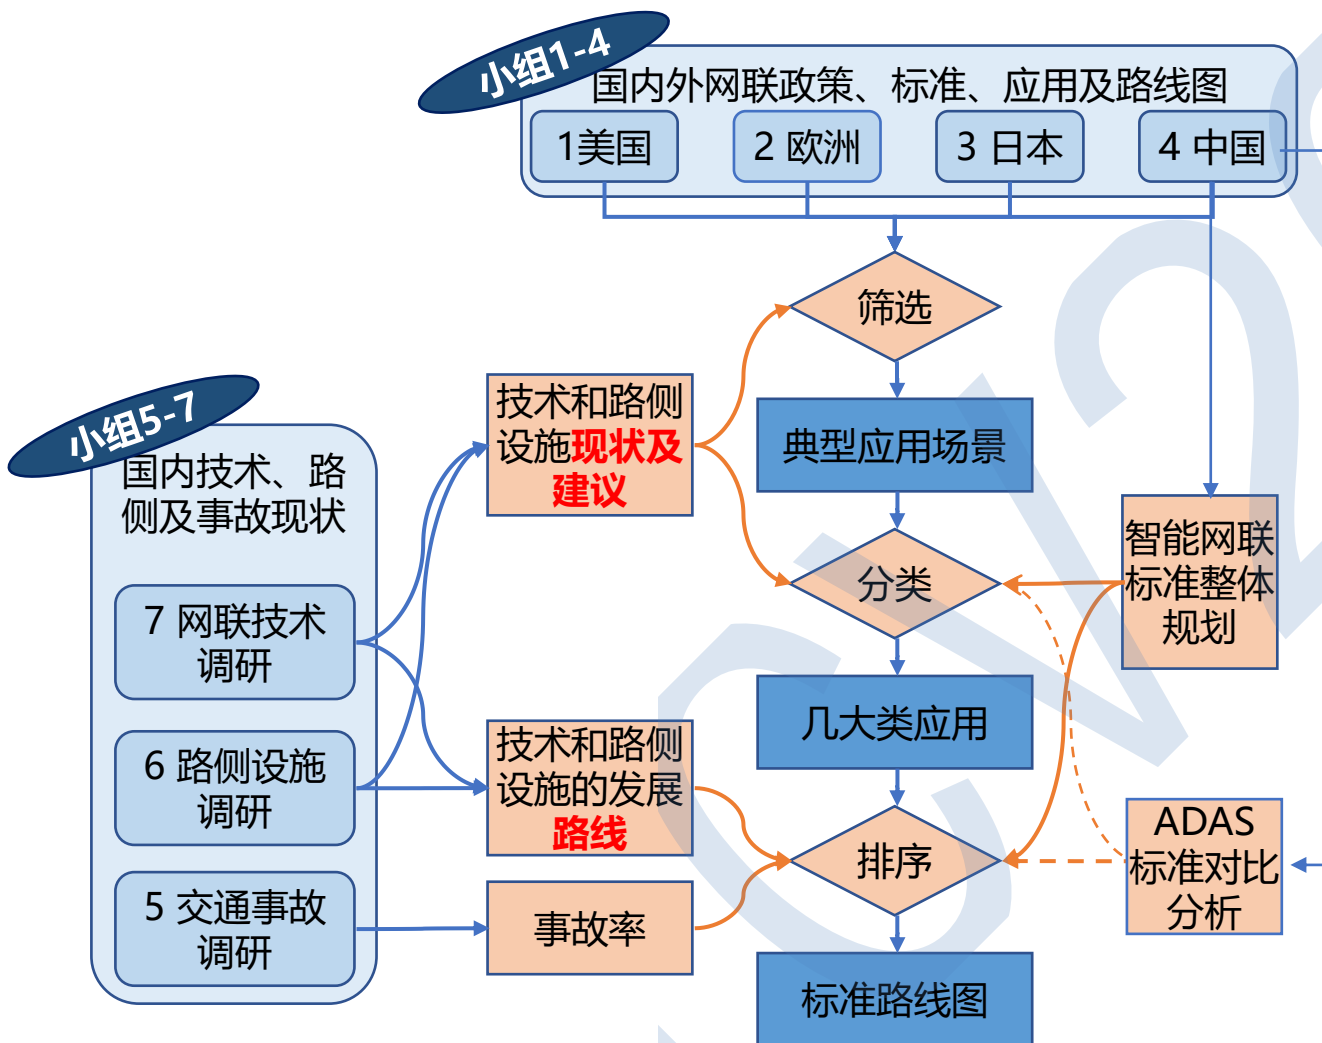 小组1-4
国内外网联政策、标准、应用及路线图
1美国
2 欧洲
3 日本
4 中国
筛选
技术和路侧
设施现状及
建议
典型应用场景
小组5-7
国内技术、路
侧及事故现状
智能网联
标准整体
规划
分类
7 网联技术
调研
几大类应用
技术和路侧
设施的发展
路线
6 路侧设施
调研
ADAS
标准对比
分析
排序
5 交通事故
调研
事故率
标准路线图